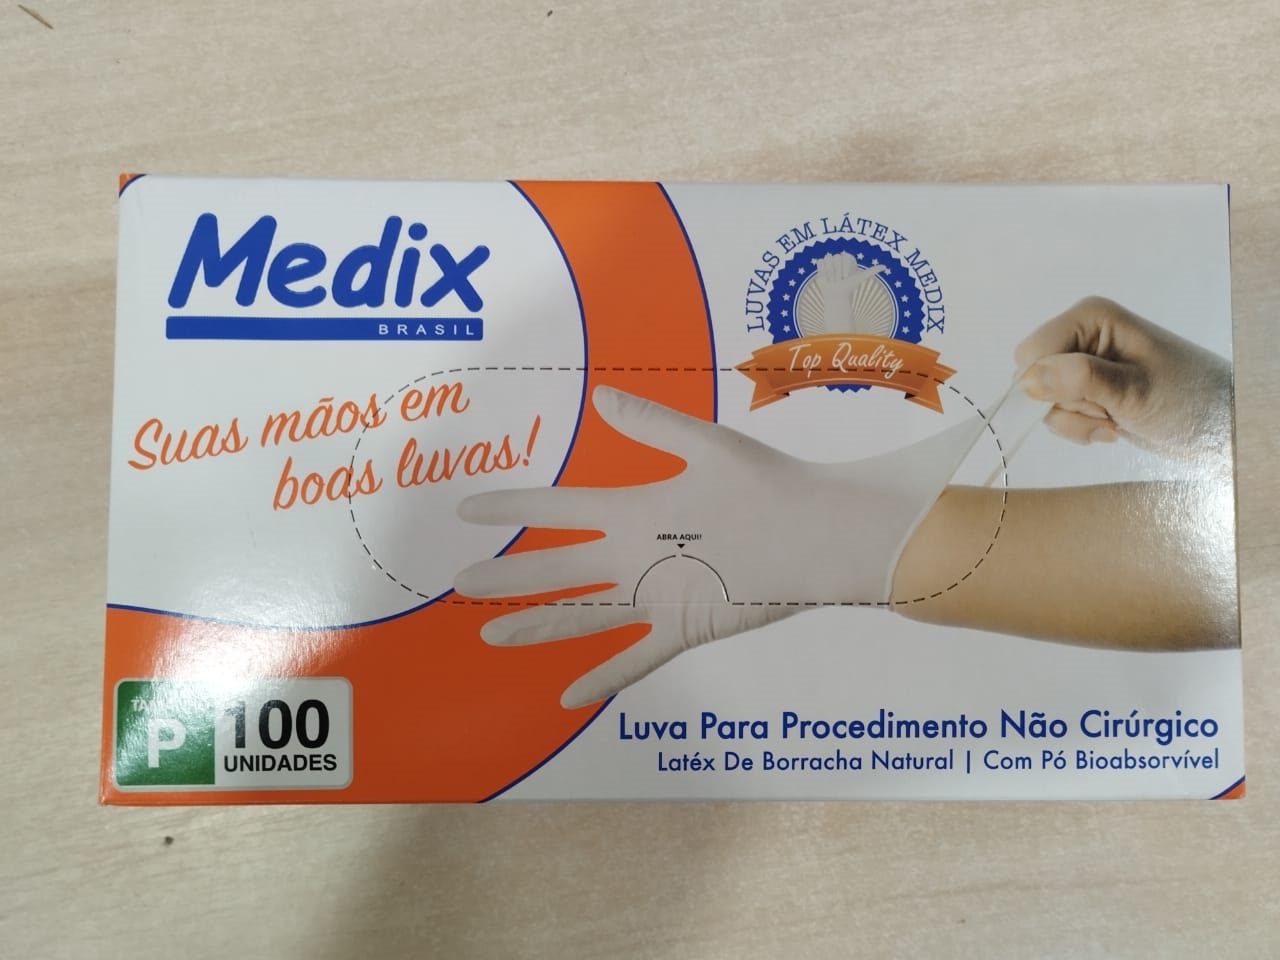 Medix
BRASIL
Suas mãos em
boas luvas!
LUVAS EM LÁTEX MEDIX
Top Quality
ABRA AQUI!
P
100
UNIDADES
Luva Para Procedimento Não Cirúrgico
Latéx De Borracha Natural | Com Pó Bioabsorvível